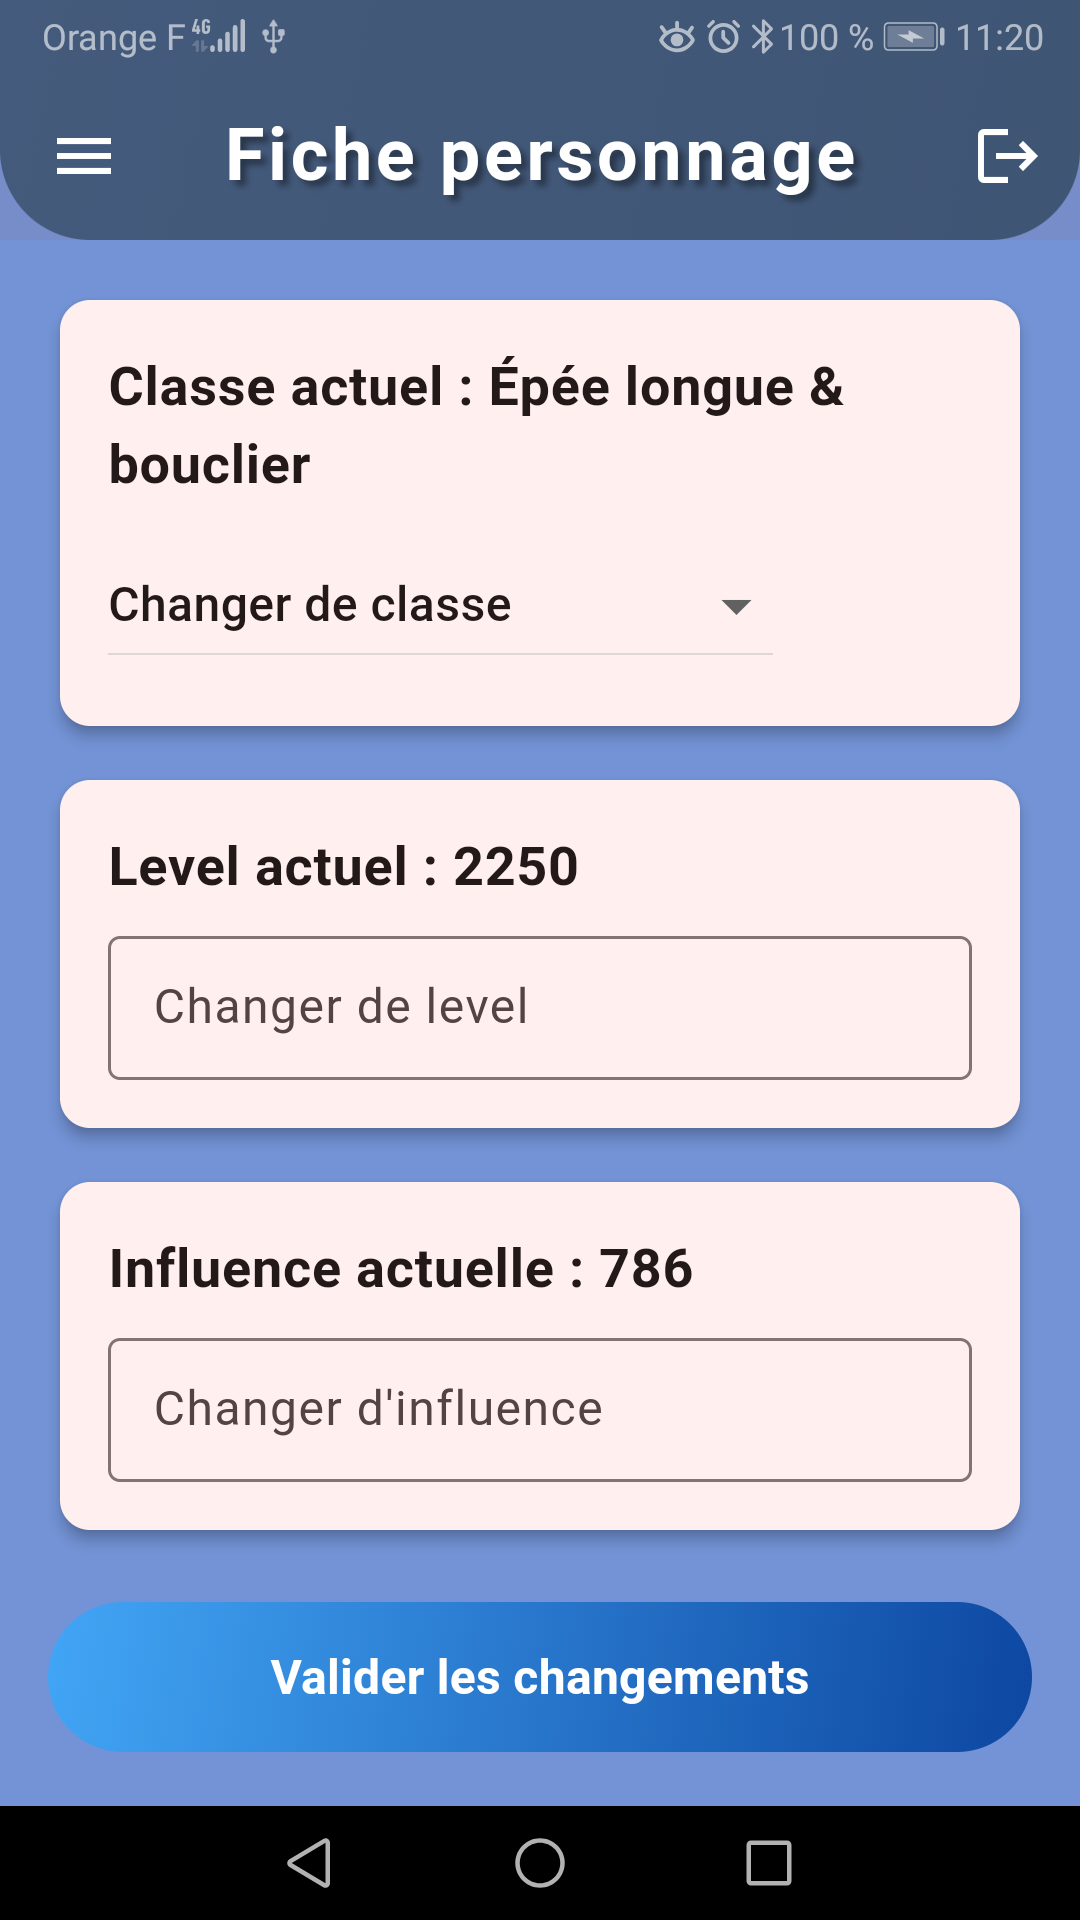 Orange F 4G 100 % 11:20
Fiche personnage
Classe actuel : Épée longue &
bouclier
Changer de classe
Level actuel : 2250
Changer de level
Influence actuelle : 786
Changer d'influence
Valider les changements